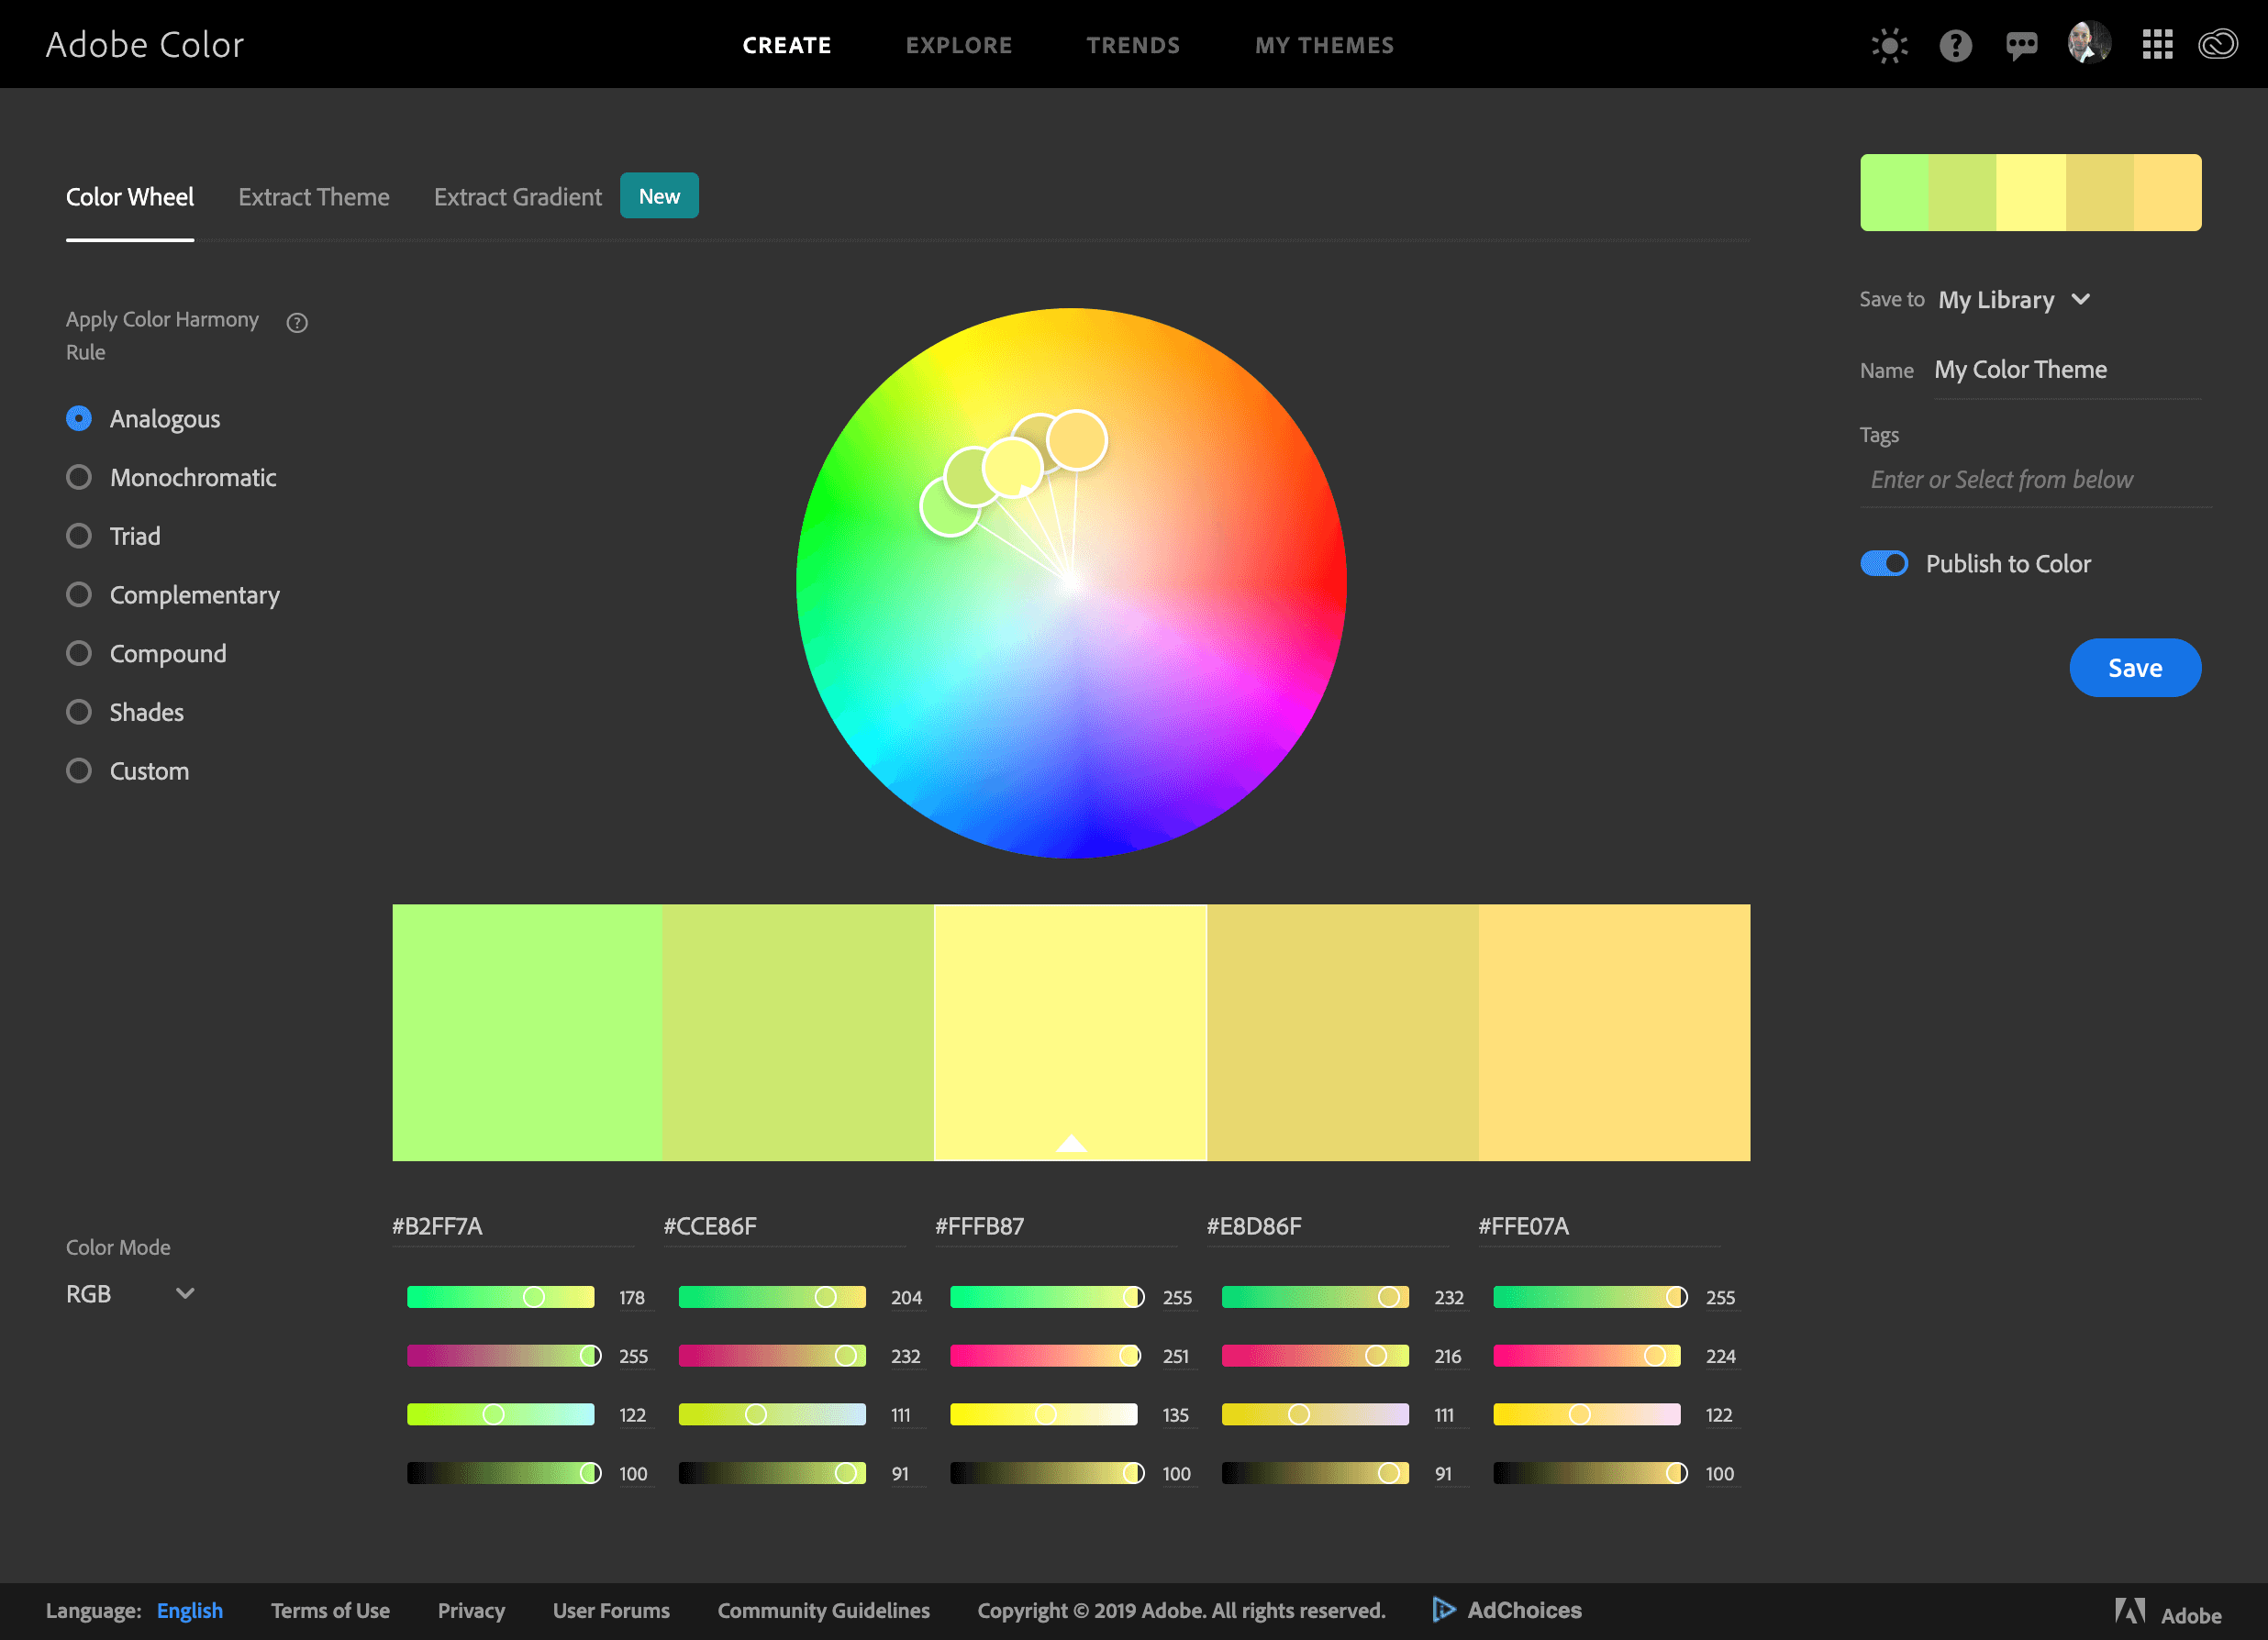 Adobe Color
CREATE
EXPLORE
TRENDS
MY THEMES
Color Wheel
Extract Theme
Extract Gradient
New
Apply Color Harmony
Rule
Analogous
Monochromatic
Triad
Complementary
Compound
Shades
Custom
Save to My Library
Name My Color Theme
Tags
Enter or Select from below
Publish to Color
Save
Color Mode
RGB
#B2FF7A
#CCE86F
#FFFB87
#E8D86F
#FFE07A
178 204 255 232 255
255 232 251 216 224
122 111 135 111 122
100 91 100 91 100
Language: English Terms of Use Privacy User Forums Community Guidelines Copyright © 2019 Adobe. All rights reserved. AdChoices Adobe